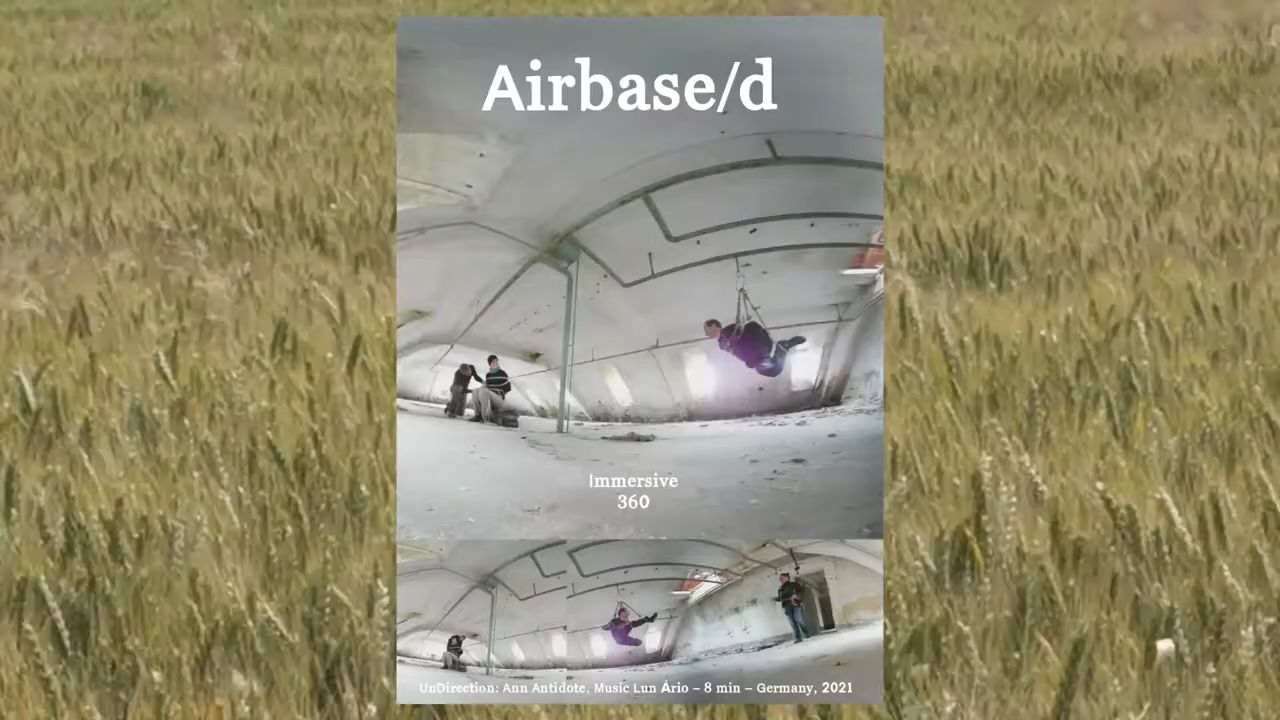 Airbase/d
Immersive
360
UnDirection: Ann Antidote, Music Lun Ário – 8 min – Germany, 2021